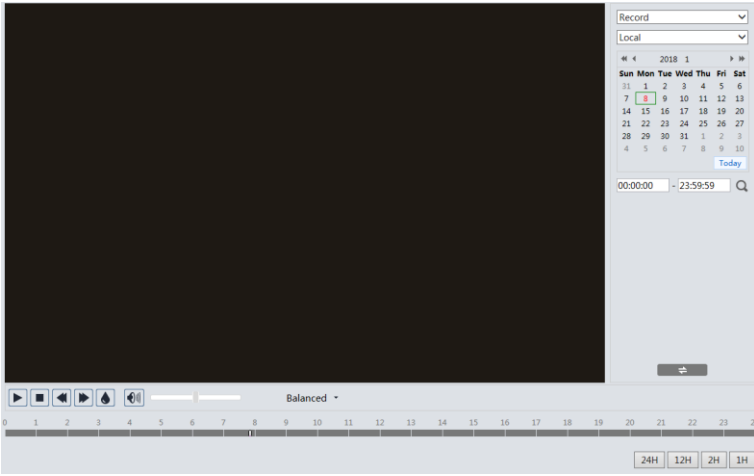 Record
Local
2018 1
Sun Mon Tue Wed Thu Fri Sat
31 1 2 3 4 5 6
7 8 9 10 11 12 13
14 15 16 17 18 19 20
21 22 23 24 25 26 27
28 29 30 31 1 2 3
4 5 6 7 8 9 10
Today
00:00:00 - 23:59:59
Balanced
0 1 2 3 4 5 6 7 8 9 10 11 12 13 14 15 16 17 18 19 20 21 22 23
24H 12H 2H 1H